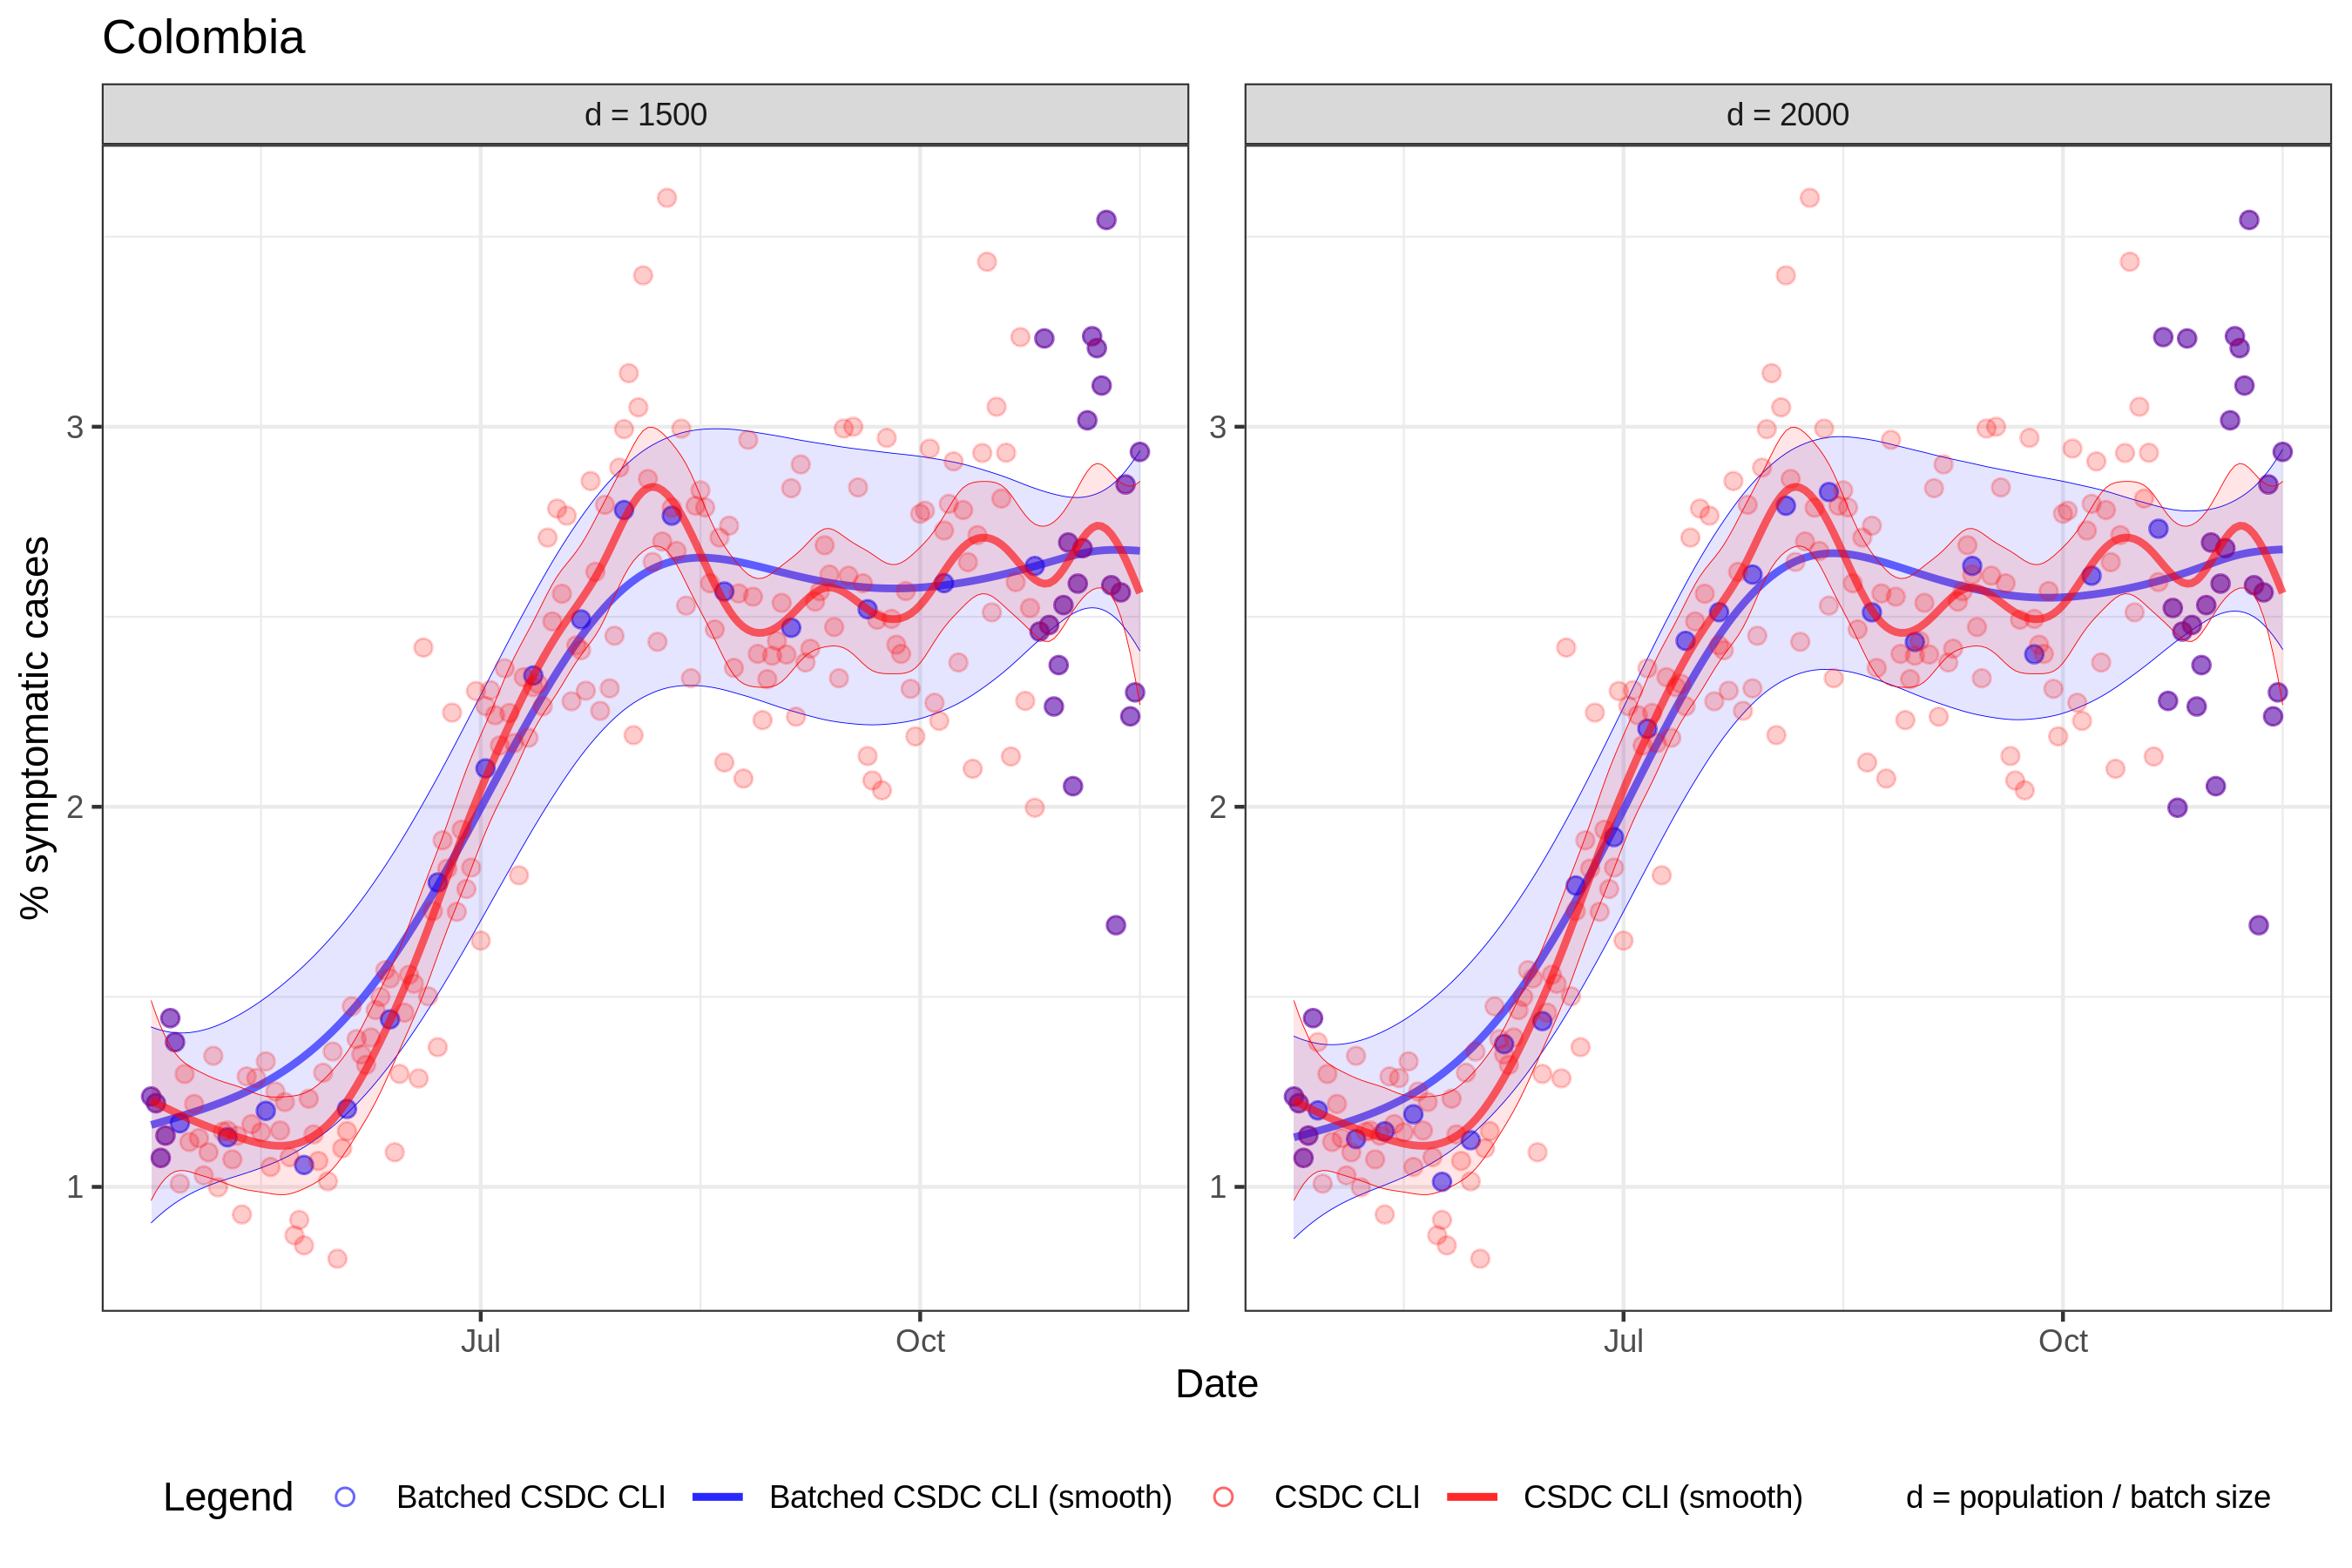 Colombia
d = 1500
d = 2000
% symptomatic cases
3
2
1
3
2
1
Jul
Oct
Jul
Oct
Date
Legend
Batched CSDC CLI
Batched CSDC CLI (smooth)
CSDC CLI
CSDC CLI (smooth)
d = population / batch size